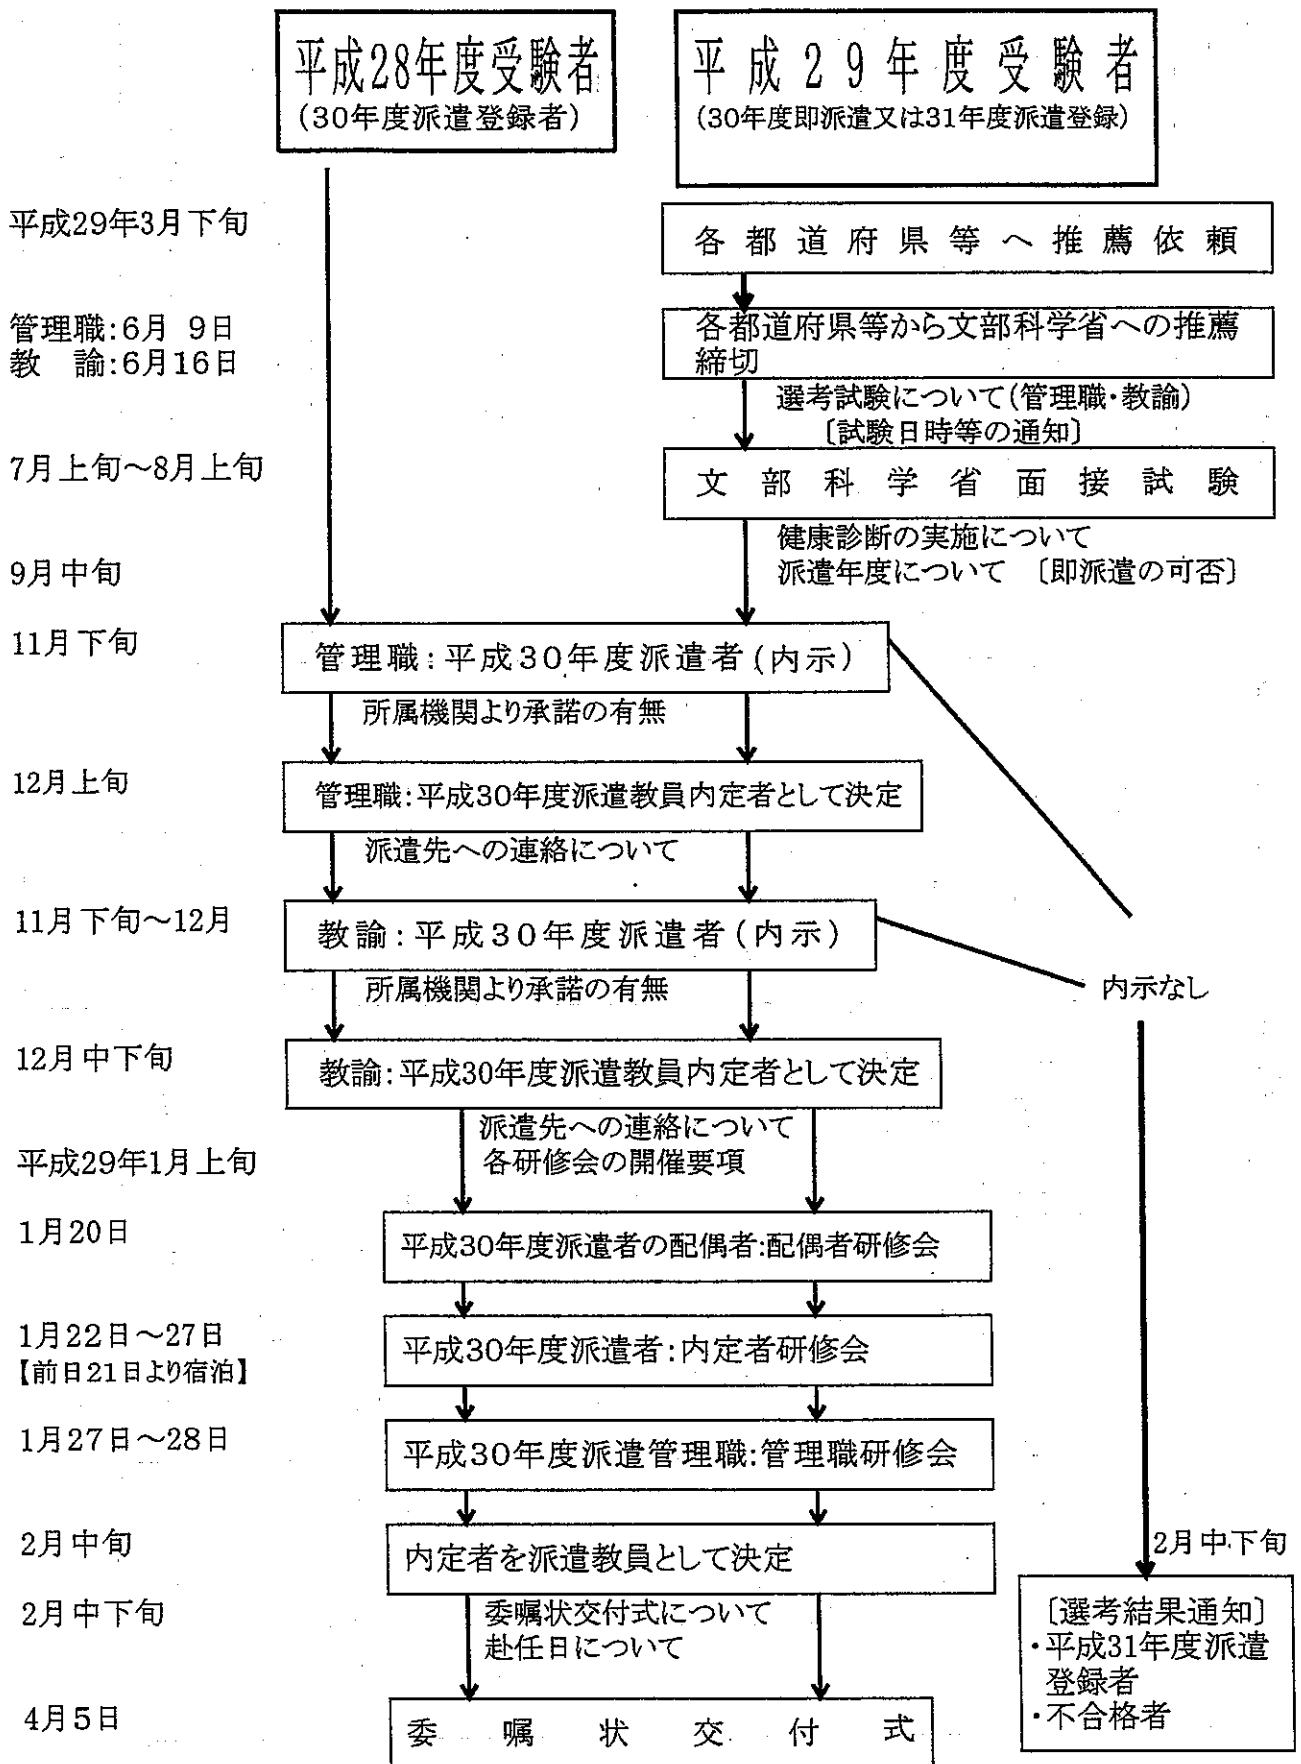 平成28年度受験者
(30年度派遣登録者)
平成29年度受験者
(30年度即派遣又は31年度派遣登録)
平成29年3月下旬
各都道府県等へ推薦依頼
管理職:6月 9日
教　諭:6月16日
各都道府県等から文部科学省への推薦
締切
選考試験について(管理職・教諭)
〔試験日時等の通知〕
7月上旬～8月上旬
文部科学省面接試験
健康診断の実施について
9月中旬
派遣年度について　〔即派遣の可否〕
11月下旬
管理職:平成30年度派遣者(内示)
所属機関より承諾の有無
12月上旬
管理職:平成30年度派遣教員内定者として決定
派遣先への連絡について
11月下旬～12月
教諭:平成30年度派遣者(内示)
所属機関より承諾の有無
内示なし
12月中下旬
教諭:平成30年度派遣教員内定者として決定
派遣先への連絡について
平成29年1月上旬
各研修会の開催要項
1月20日
平成30年度派遣者の配偶者:配偶者研修会
1月22日～27日
【前日21日より宿泊】
平成30年度派遣者:内定者研修会
1月27日～28日
平成30年度派遣管理職:管理職研修会
2月中旬
内定者を派遣教員として決定
2月中下旬
2月中下旬
委嘱状交付式について
赴任日について
〔選考結果通知〕
・平成31年度派遣
登録者
・不合格者
4月5日
委嘱状交付式